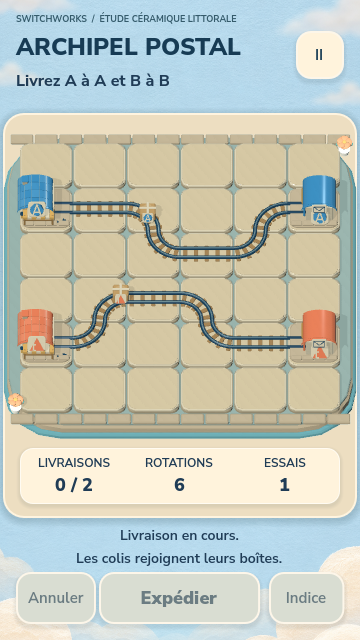 SWITCHWORKS / ÉTUDE CÉRAMIQUE LITTORALE
ARCHIPEL POSTAL
Livrez A à A et B à B
II
A
A
A
LIVRAISONS
ROTATIONS
ESSAIS
0 / 2
6
1
Livraison en cours.
Les colis rejoignent leurs boîtes.
Annuler
Expédier
Indice